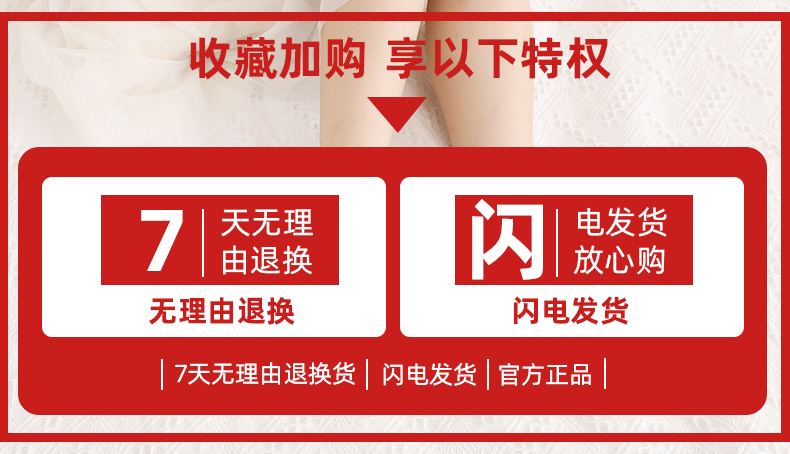 收藏加购 享以下特权
7
天无理
由退换
无理由退换
闪
电发货
放心购
闪电发货
7天无理由退换货 | 闪电发货 | 官方正品